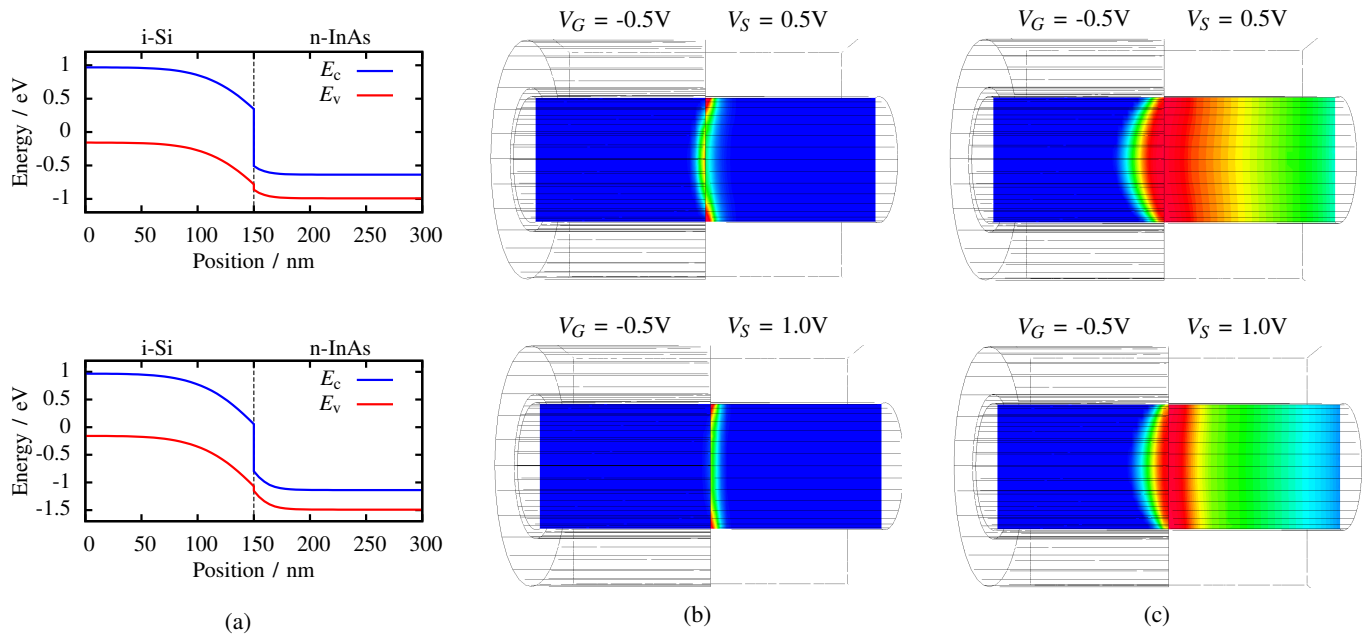 i-Si n-InAs
Energy / eV
1
0.5
0
-0.5
-1
E_c
E_v
0 50 100 150 200 250 300
Position / nm
V_G = -0.5V V_S = 0.5V
V_G = -0.5V V_S = 0.5V
i-Si n-InAs
Energy / eV
1
0.5
0
-0.5
-1
-1.5
E_c
E_v
0 50 100 150 200 250 300
Position / nm
V_G = -0.5V V_S = 1.0V
V_G = -0.5V V_S = 1.0V
(a) (b) (c)